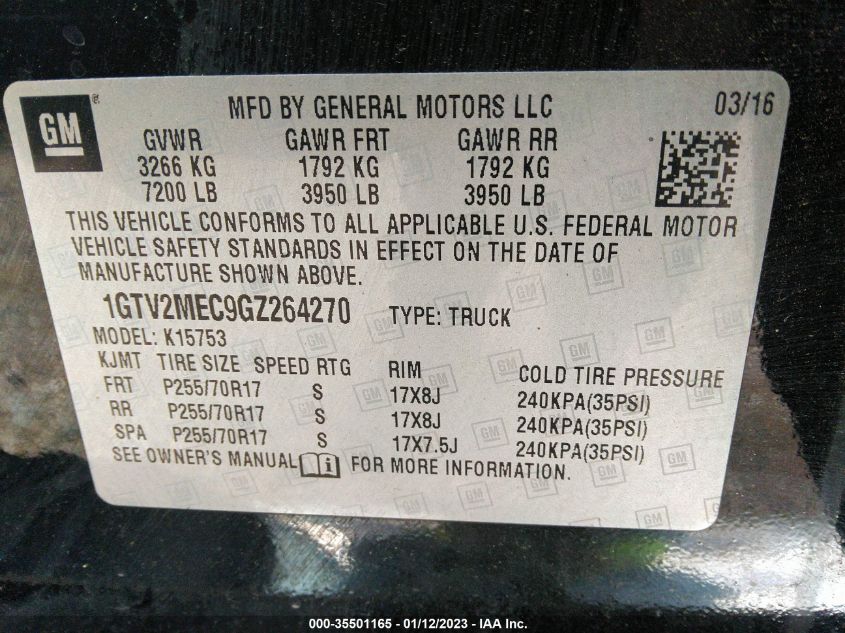 GM ®
MFD BY GENERAL MOTORS LLC 03/16
GVWR GAWR FRT GAWR RR
3266 KG 1792 KG 1792 KG
7200 LB 3950 LB 3950 LB
THIS VEHICLE CONFORMS TO ALL APPLICABLE U.S. FEDERAL MOTOR
VEHICLE SAFETY STANDARDS IN EFFECT ON THE DATE OF
MANUFACTURE SHOWN ABOVE.
1GTV2MEC9GZ264270 TYPE: TRUCK
MODEL: K15753
KJMT TIRE SIZE SPEED RTG RIM COLD TIRE PRESSURE
FRT P255/70R17 S 17X8J 240KPA(35PSI)
RR P255/70R17 S 17X8J 240KPA(35PSI)
SPA P255/70R17 S 17X7.5J 240KPA(35PSI)
SEE OWNER'S MANUAL i FOR MORE INFORMATION.
000-35501165 - 01/12/2023 - IAA Inc.